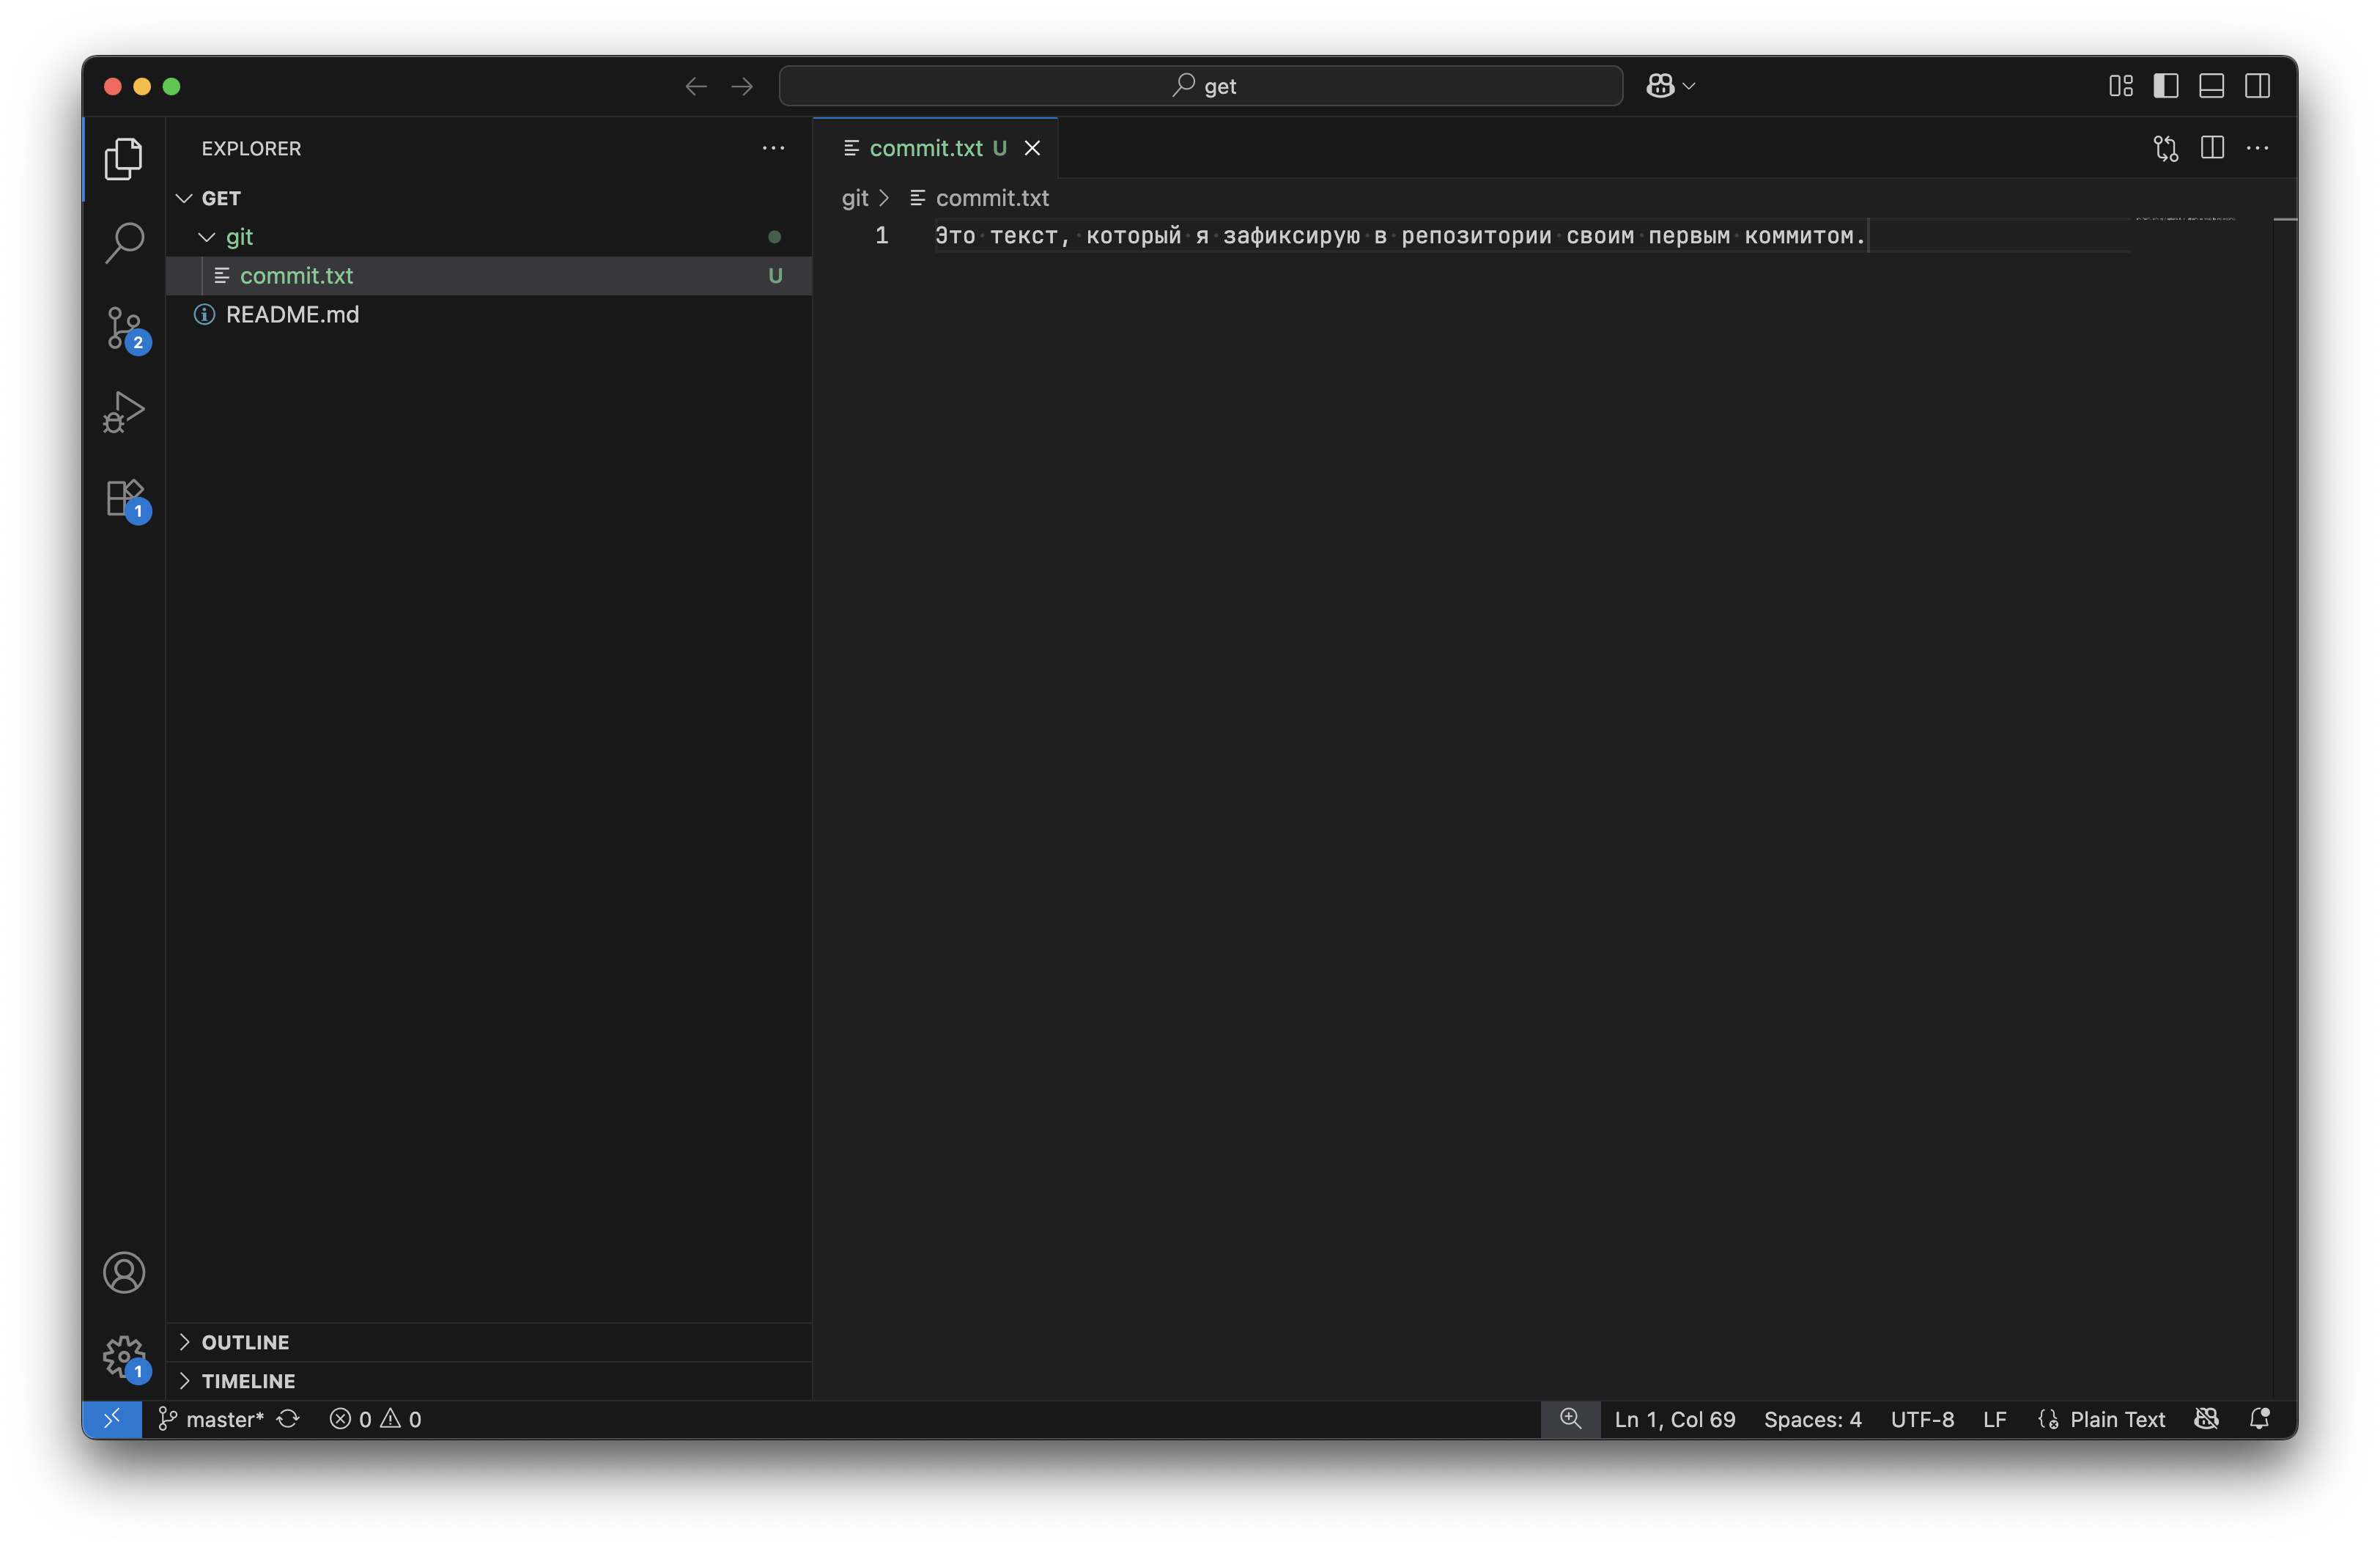 get
EXPLORER
GET
git
commit.txt U
README.md
2
1
1
OUTLINE
TIMELINE
commit.txt U
git > commit.txt
1 Это текст, который я зафиксирую в репозитории своим первым коммитом.
master* 0 0
Ln 1, Col 69 Spaces: 4 UTF-8 LF Plain Text